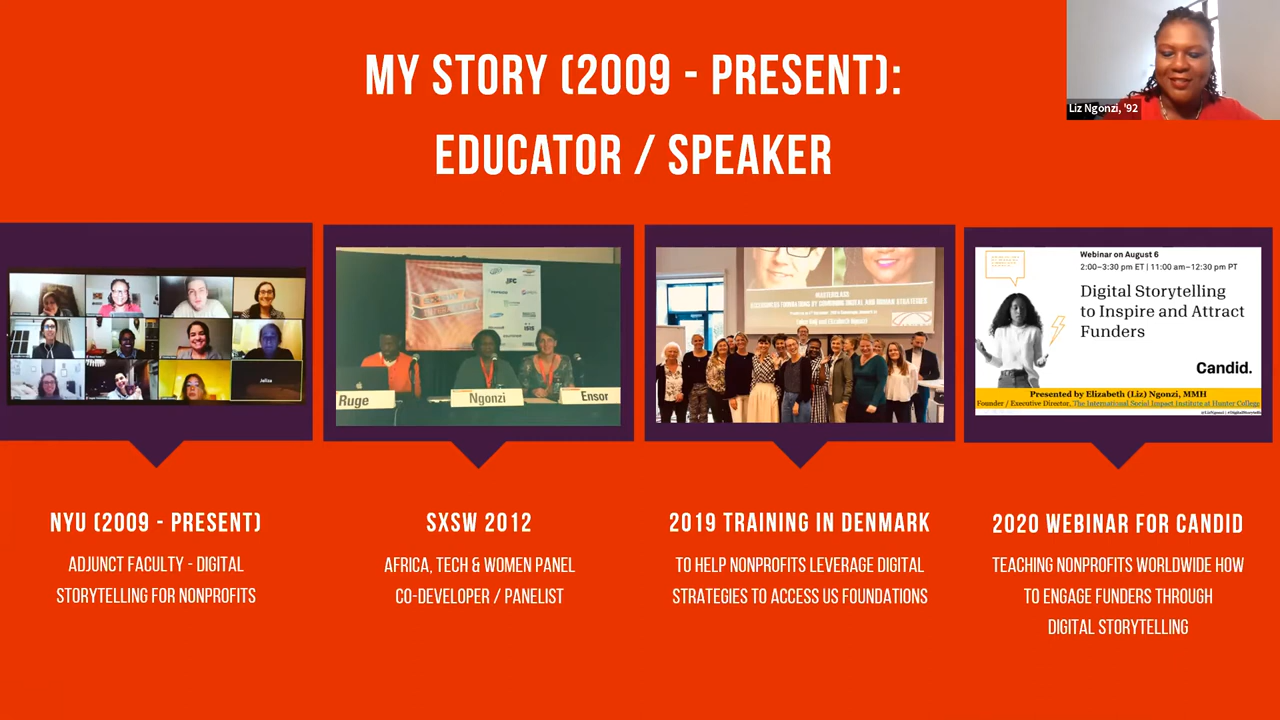 MY STORY (2009 - PRESENT):
EDUCATOR / SPEAKER
Liz Ngonzi, '92
Julisa
JFC
ISIS
Ruge
Ngonzi
Ensor
MASTERCLASS
Webinar on August 6
2:00–3:30 pm ET | 11:00 am–12:30 pm PT
Digital Storytelling
to Inspire and Attract
Funders
Candid.
Presented by Elizabeth (Liz) Ngonzi, MMH
Founder / Executive Director, The International Social Impact Institute at Hunter College
NYU (2009 - PRESENT)
ADJUNCT FACULTY - DIGITAL
STORYTELLING FOR NONPROFITS
SXSW 2012
AFRICA, TECH & WOMEN PANEL
CO-DEVELOPER / PANELIST
2019 TRAINING IN DENMARK
TO HELP NONPROFITS LEVERAGE DIGITAL
STRATEGIES TO ACCESS US FOUNDATIONS
2020 WEBINAR FOR CANDID
TEACHING NONPROFITS WORLDWIDE HOW
TO ENGAGE FUNDERS THROUGH
DIGITAL STORYTELLING